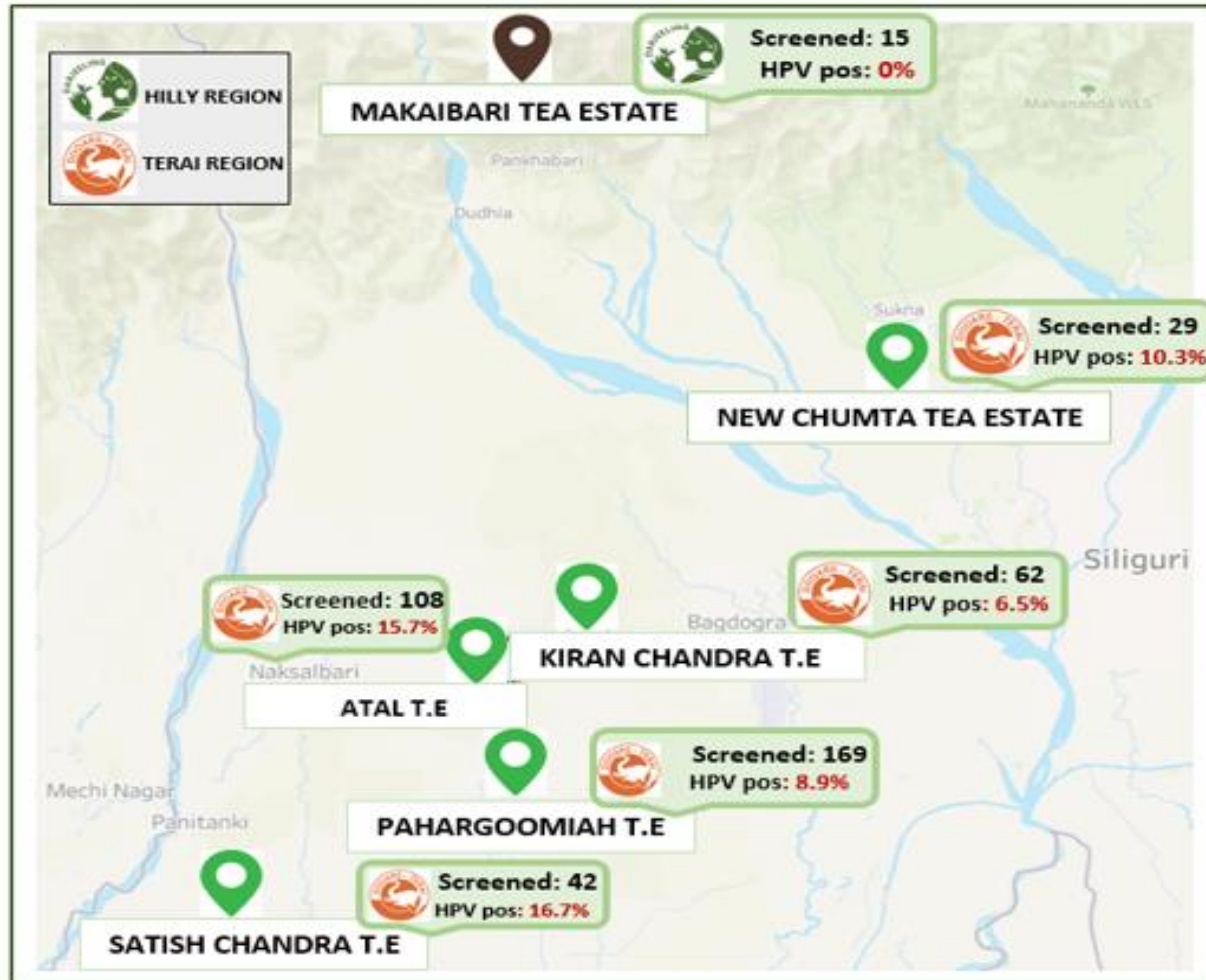 Screened: 15
HPV pos: 0%
HILLY REGION
TERAI REGION
MAKAIBARI TEA ESTATE
Mahananda WLS
Pankhabari
Dudhia
Sukna
Screened: 29
HPV pos: 10.3%
NEW CHUMTA TEA ESTATE
Siliguri
Screened: 62
HPV pos: 6.5%
Screened: 108
HPV pos: 15.7%
Bagdogra
KIRAN CHANDRA T.E
Naksalbari
ATAL T.E
Screened: 169
HPV pos: 8.9%
Mechi Nagar
Panitanki
PAHARGOOMIAH T.E
Screened: 42
HPV pos: 16.7%
SATISH CHANDRA T.E